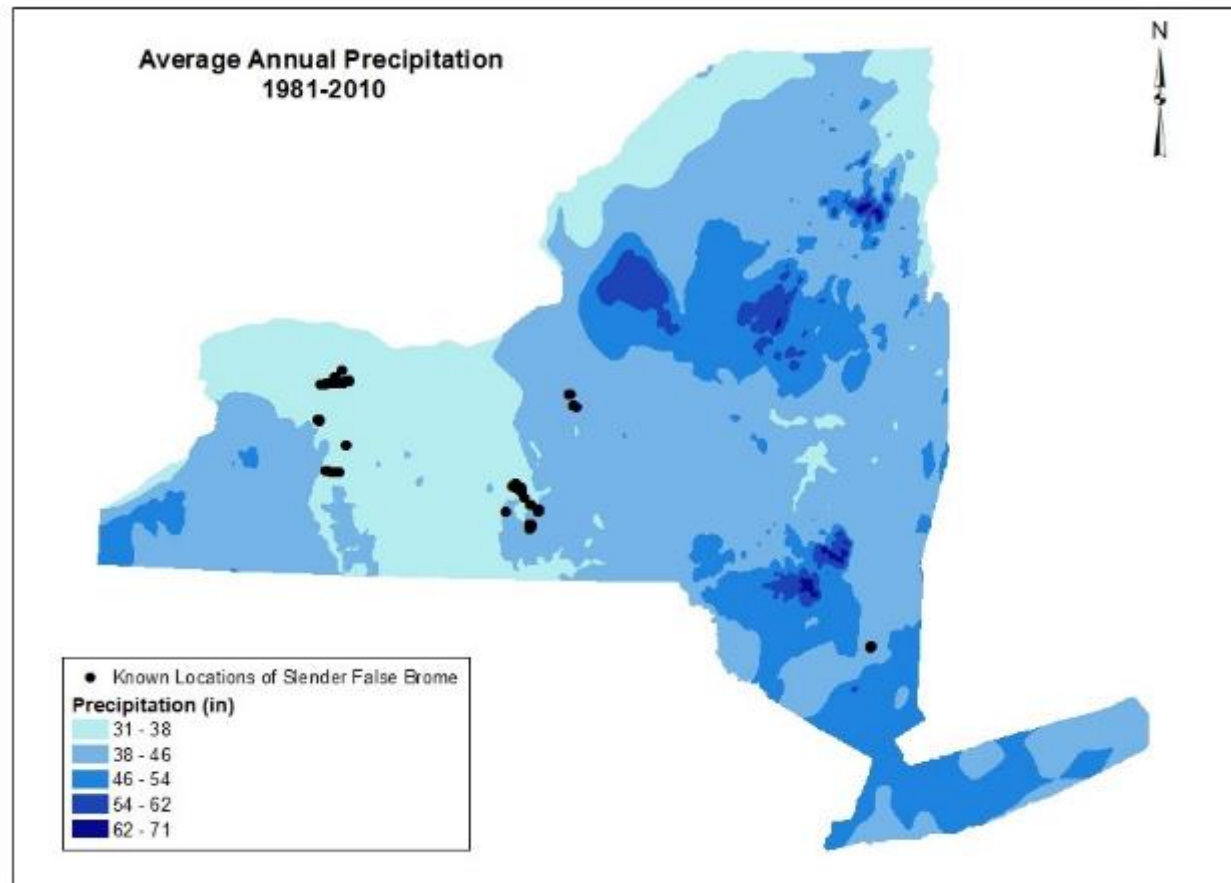 Average Annual Precipitation
1981-2010
N
Known Locations of Slender False Brome
Precipitation (in)
31 - 38
38 - 46
46 - 54
54 - 62
62 - 71